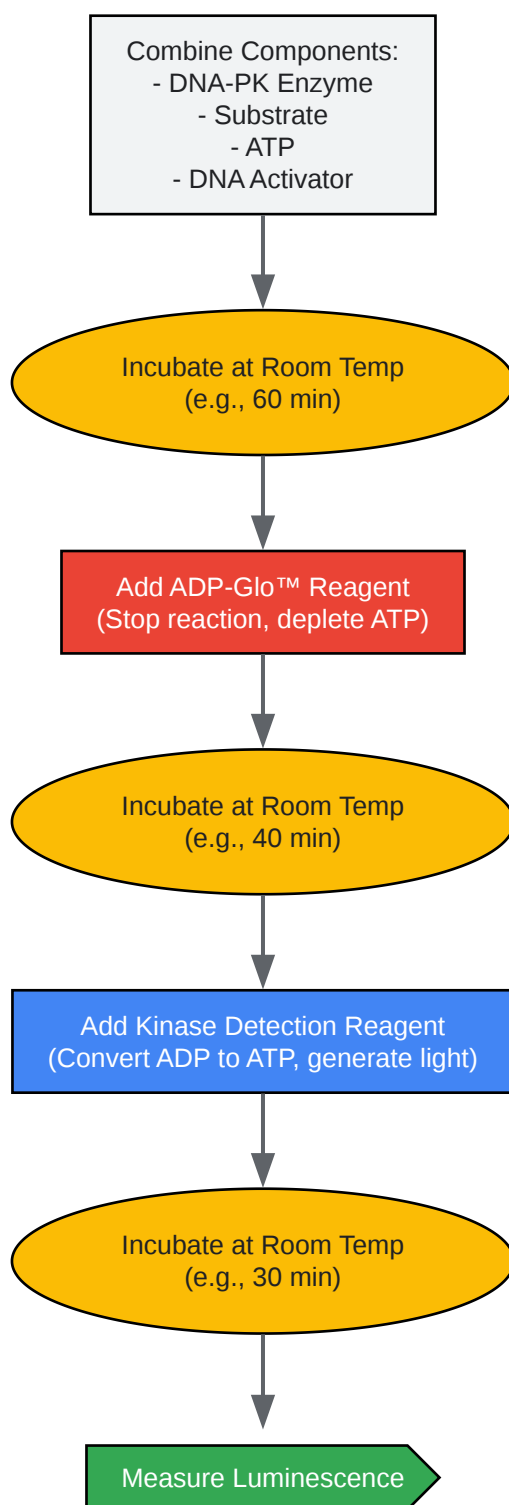 Combine Components:
- DNA-PK Enzyme
- Substrate
- ATP
- DNA Activator
Incubate at Room Temp
(e.g., 60 min)
Add ADP-Glo™ Reagent
(Stop reaction, deplete ATP)
Incubate at Room Temp
(e.g., 40 min)
Add Kinase Detection Reagent
(Convert ADP to ATP, generate light)
Incubate at Room Temp
(e.g., 30 min)
Measure Luminescence